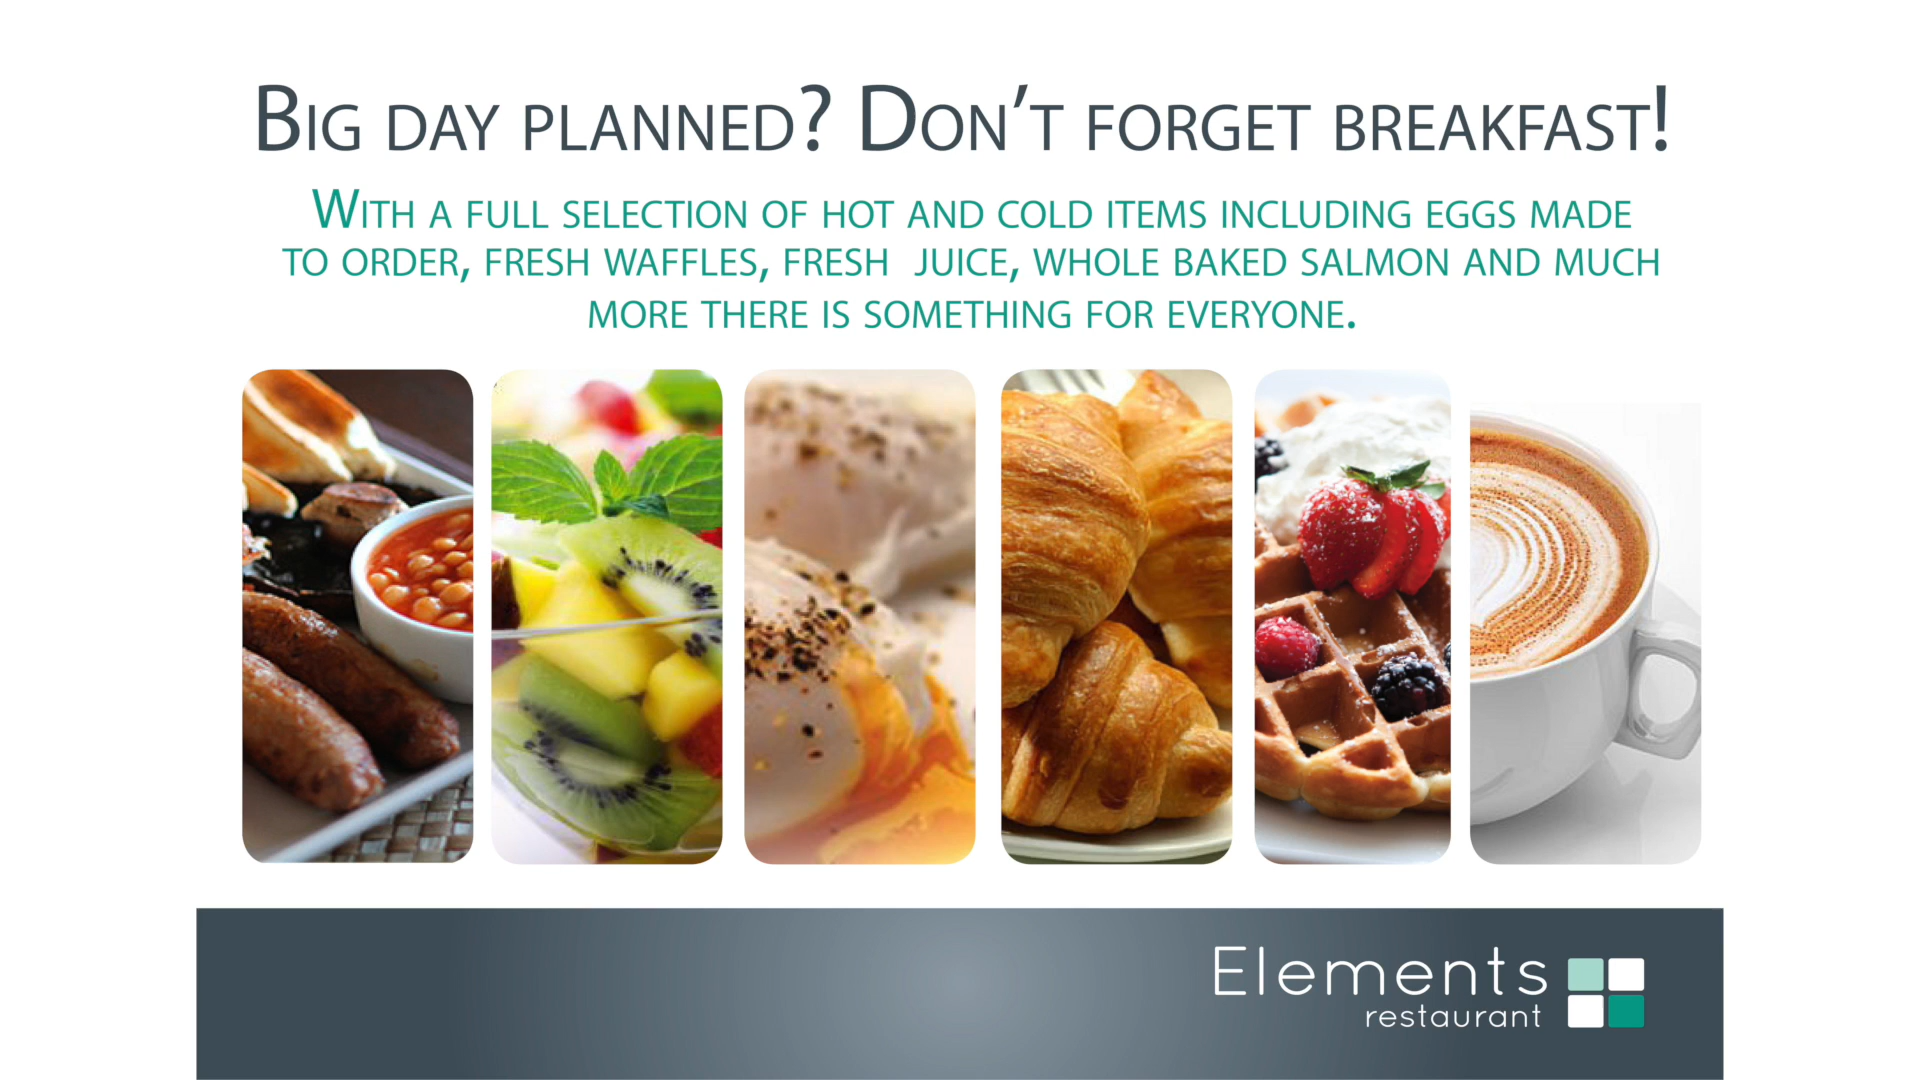 Big day planned? Don't forget breakfast!
With a full selection of hot and cold items including eggs made
to order, fresh waffles, fresh  juice, whole baked salmon and much
more there is something for everyone.
Elements
restaurant